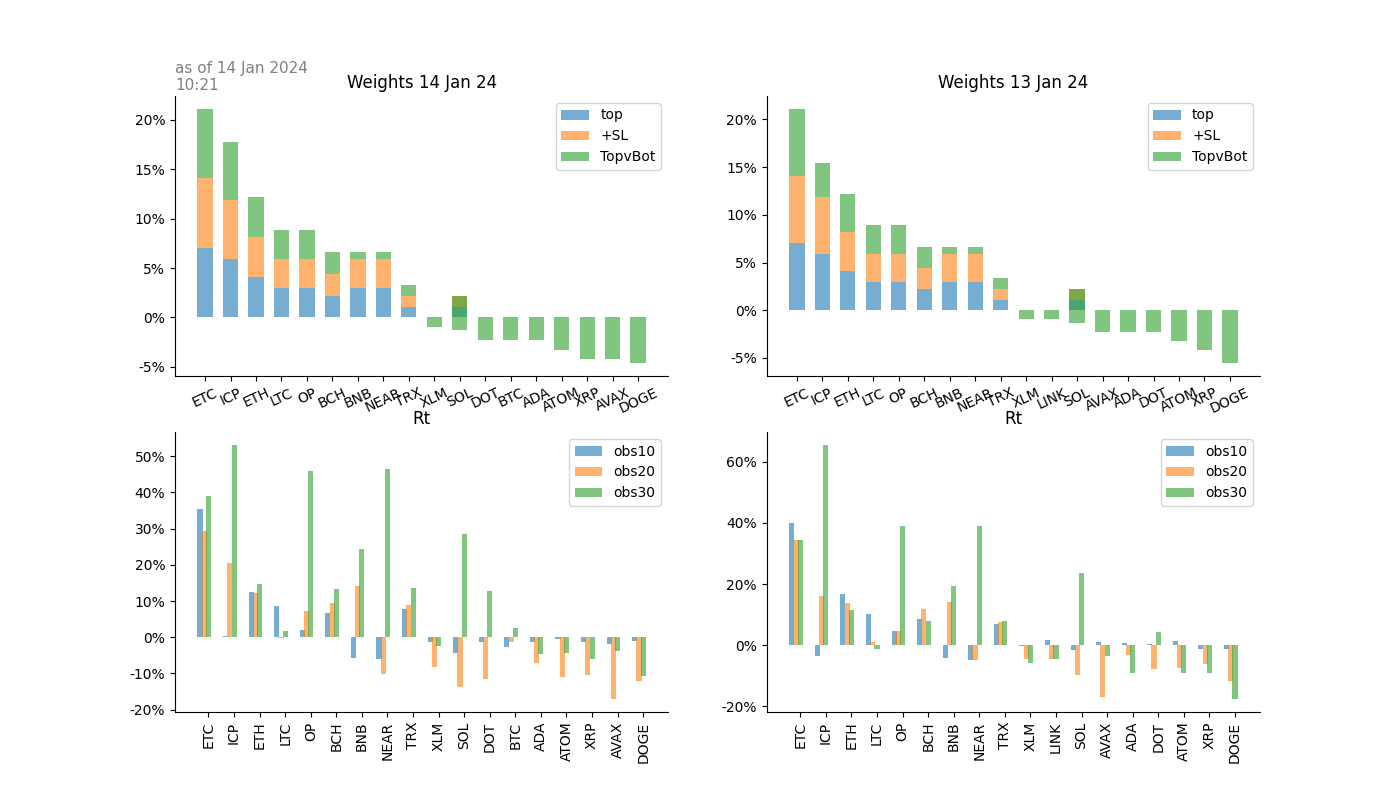 as of 14 Jan 2024
10:21
Weights 14 Jan 24
20%
15%
10%
5%
0%
-5%
top
+SL
TopvBot
ETC ICP ETH LTC OP BCH BNB NEAR TRX XLM SOL DOT BTC ADA ATOM XRP AVAX DOGE
Weights 13 Jan 24
20%
15%
10%
5%
0%
-5%
top
+SL
TopvBot
ETC ICP ETH LTC OP BCH BNB NEAR TRX XLM LINK SOL AVAX ADA DOT ATOM XRP DOGE
Rt
50%
40%
30%
20%
10%
0%
-10%
-20%
obs10
obs20
obs30
ETC ICP ETH LTC OP BCH BNB NEAR TRX XLM SOL DOT BTC ADA ATOM XRP AVAX DOGE
Rt
60%
40%
20%
0%
-20%
obs10
obs20
obs30
ETC ICP ETH LTC OP BCH BNB NEAR TRX XLM LINK SOL AVAX ADA DOT ATOM XRP DOGE